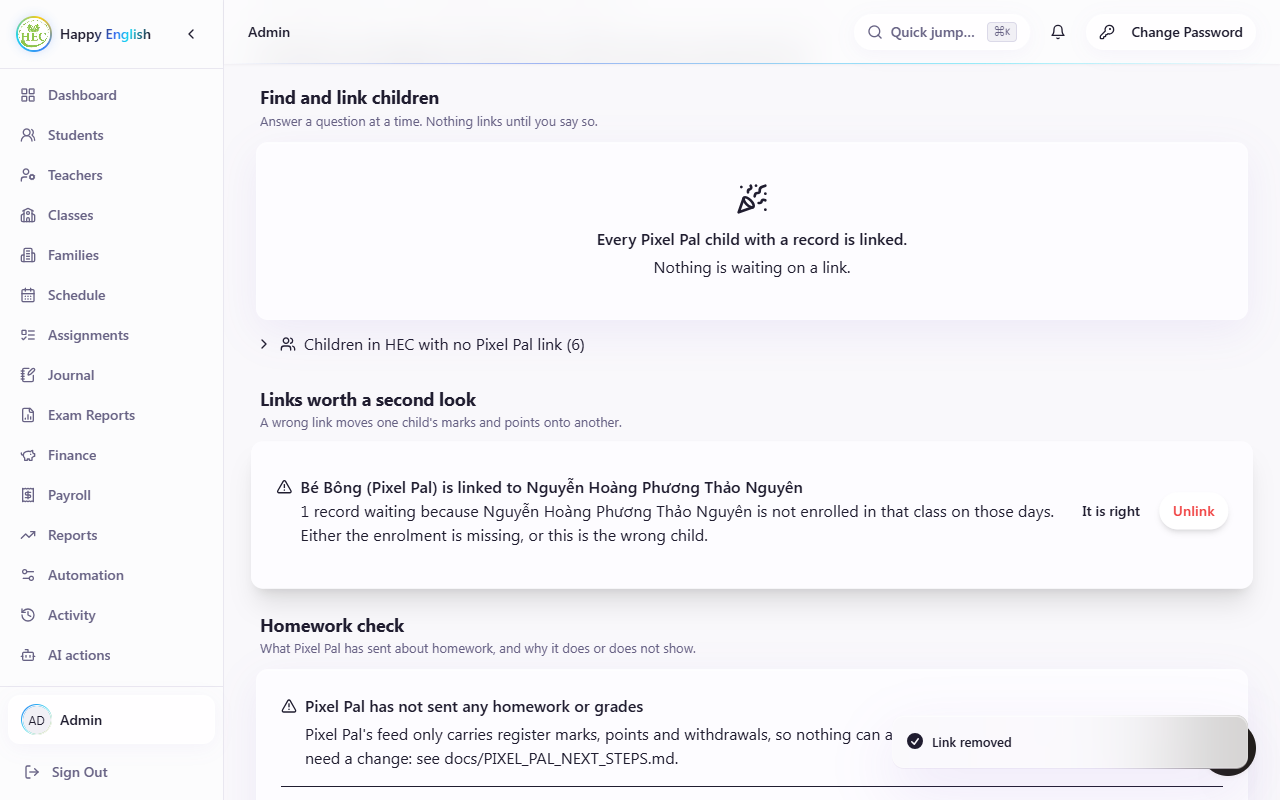 HEC
Happy English
Dashboard
Students
Teachers
Classes
Families
Schedule
Assignments
Journal
Exam Reports
Finance
Payroll
Reports
Automation
Activity
AI actions
AD
Admin
Sign Out
Admin
Quick jump...
⌘K
Change Password
Find and link children
Answer a question at a time. Nothing links until you say so.
Every Pixel Pal child with a record is linked.
Nothing is waiting on a link.
Children in HEC with no Pixel Pal link (6)
Links worth a second look
A wrong link moves one child's marks and points onto another.
Bé Bông (Pixel Pal) is linked to Nguyễn Hoàng Phương Thảo Nguyên
1 record waiting because Nguyễn Hoàng Phương Thảo Nguyên is not enrolled in that class on those days.
Either the enrolment is missing, or this is the wrong child.
It is right
Unlink
Homework check
What Pixel Pal has sent about homework, and why it does or does not show.
Pixel Pal has not sent any homework or grades
Pixel Pal's feed only carries register marks, points and withdrawals, so nothing can a
need a change: see docs/PIXEL_PAL_NEXT_STEPS.md.
Link removed